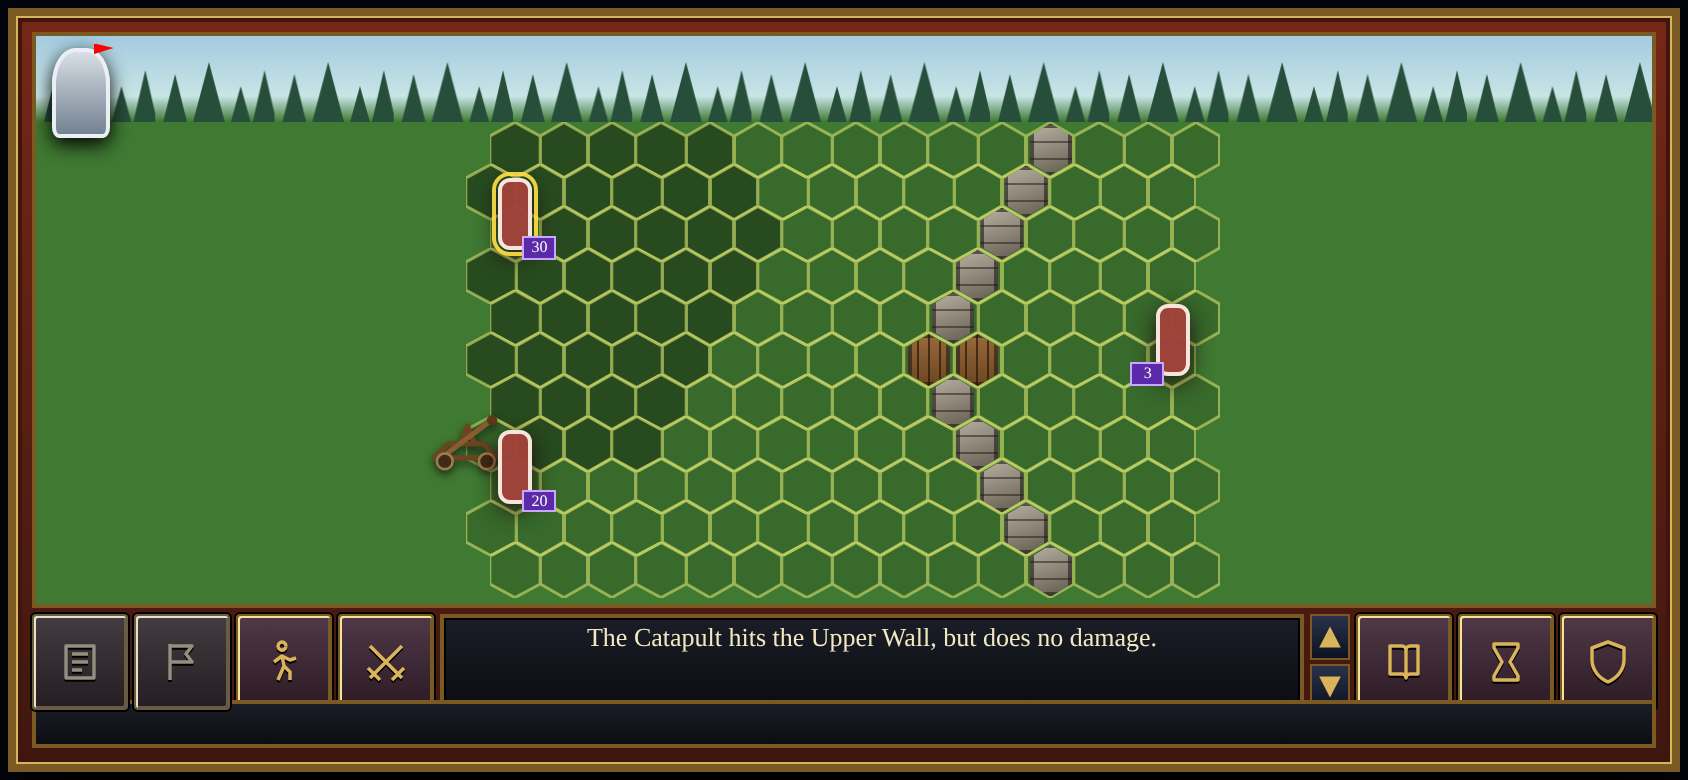 30
3
20
The Catapult hits the Upper Wall, but does no damage.